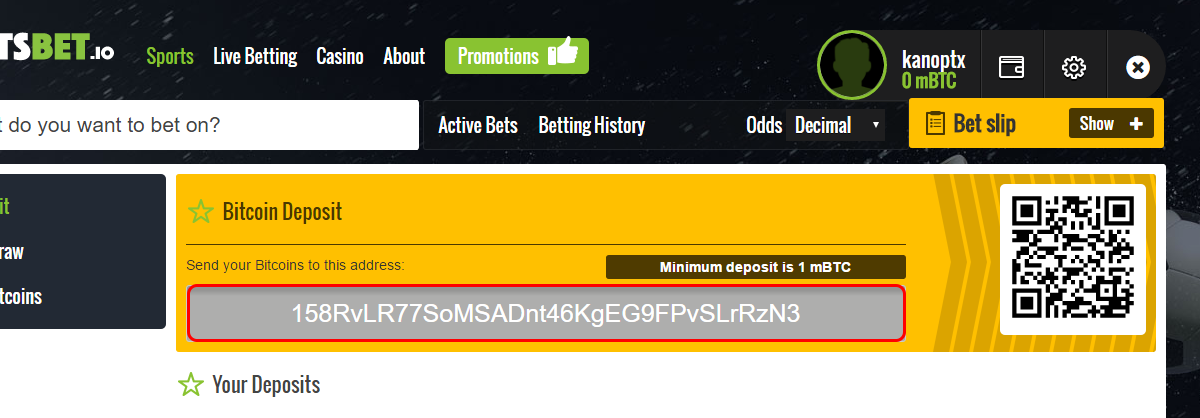 TSBET.IO
Sports Live Betting Casino About Promotions
kanoptx
0 mBTC
do you want to bet on?
Active Bets Betting History Odds Decimal
Bet slip Show +
Bitcoin Deposit
Send your Bitcoins to this address:
Minimum deposit is 1 mBTC
158RvLR77SoMSADnt46KgEG9FPvSLrRzN3
it
raw
tcoins
Your Deposits